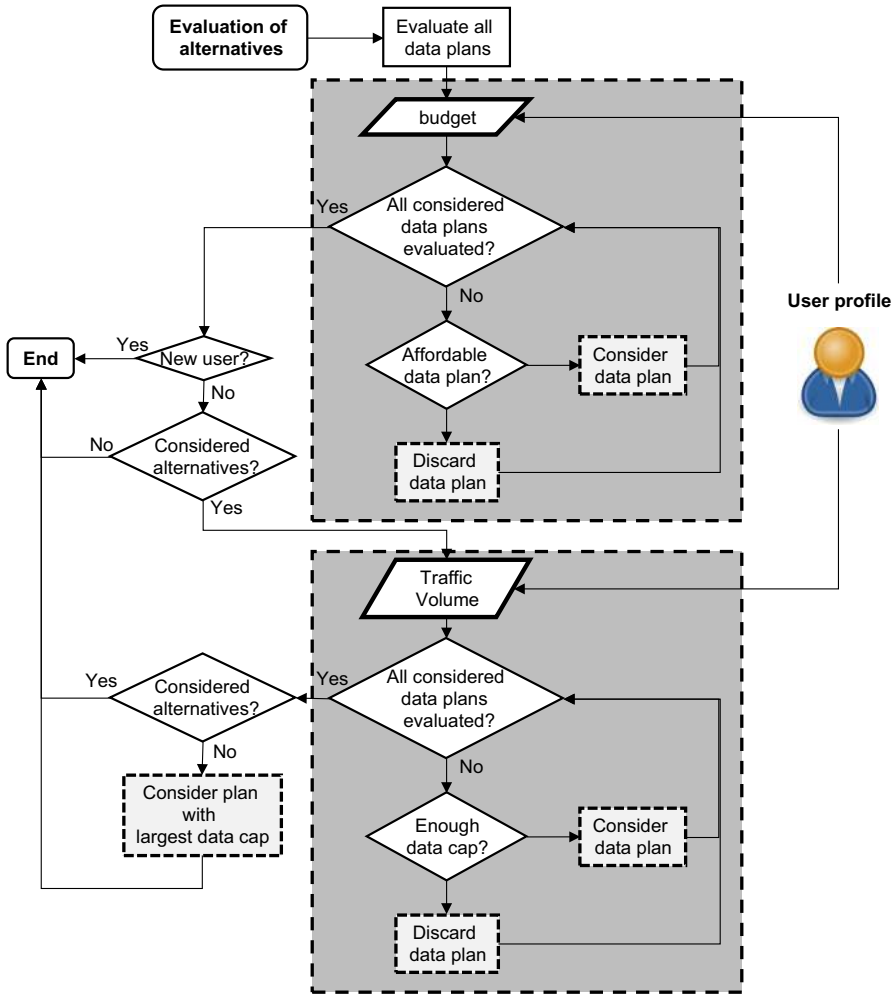 Evaluation of
alternatives
Evaluate all
data plans
budget
All considered
data plans
evaluated?
Yes
No
User profile
End
Yes
New user?
Affordable
data plan?
Consider
data plan
No
No
Considered
alternatives?
Discard
data plan
Yes
Traffic
Volume
Yes
Considered
alternatives?
Yes
All considered
data plans
evaluated?
No
No
Consider plan
with
largest data cap
Enough
data cap?
Consider
data plan
Discard
data plan